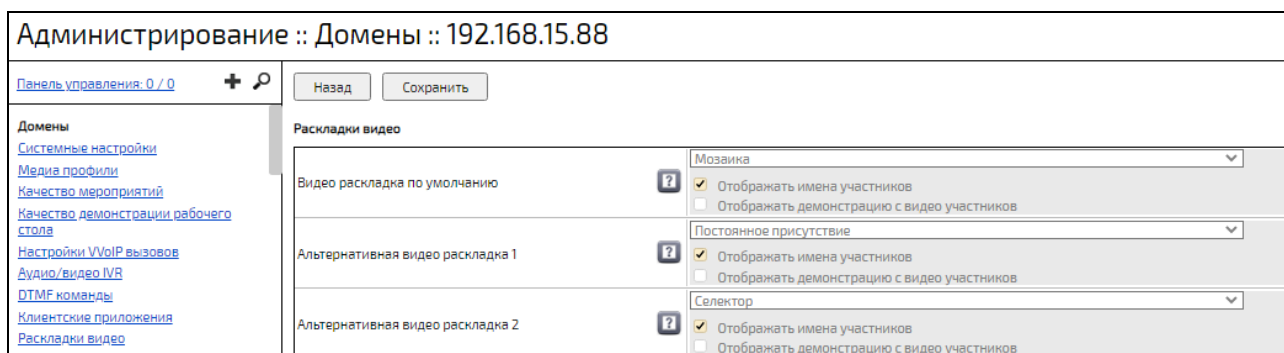 Администрирование :: Домены :: 192.168.15.88
Панель управления: 0 / 0
Назад
Сохранить
Домены
Системные настройки
Медиа профили
Качество мероприятий
Качество демонстрации рабочего
стола
Настройки VVoIP вызовов
Аудио/видео IVR
DTMF команды
Клиентские приложения
Раскладки видео
Раскладки видео
Видео раскладка по умолчанию
?
Мозаика
Отображать имена участников
Отображать демонстрацию с видео участников
Альтернативная видео раскладка 1
?
Постоянное присутствие
Отображать имена участников
Отображать демонстрацию с видео участников
Альтернативная видео раскладка 2
?
Селектор
Отображать имена участников
Отображать демонстрацию с видео участников